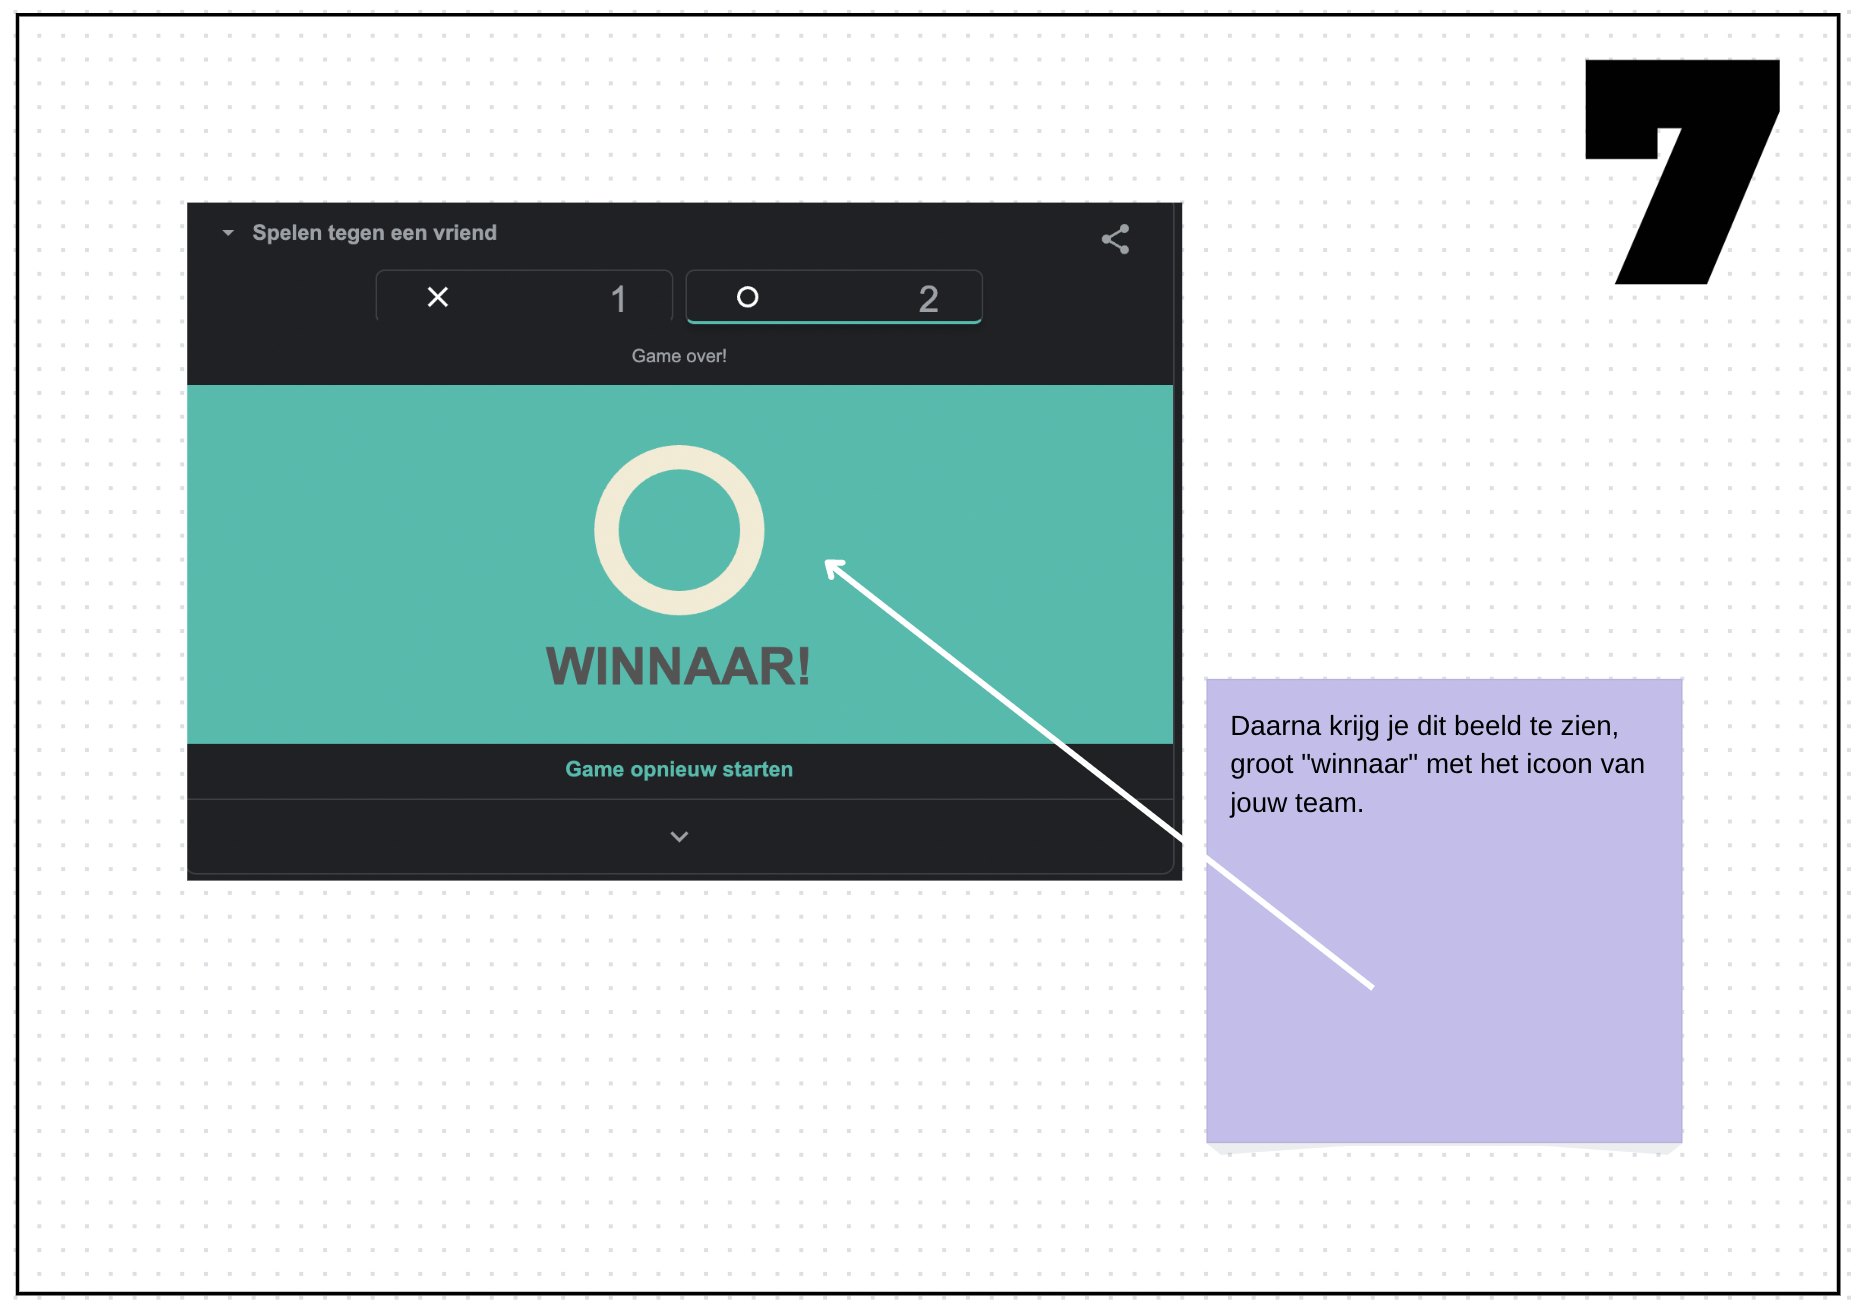 7
Spelen tegen een vriend
1
2
Game over!
WINNAAR!
Game opnieuw starten
Daarna krijg je dit beeld te zien,
groot "winnaar" met het icoon van
jouw team.